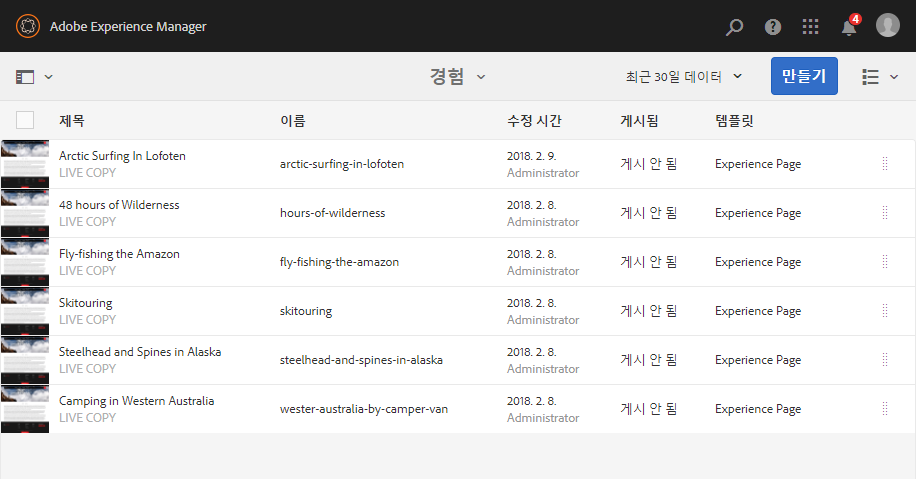 Adobe Experience Manager
4
경험
최근 30일 데이터
만들기
제목 이름 수정 시간 게시됨 템플릿
Arctic Surfing In Lofoten
LIVE COPY
arctic-surfing-in-lofoten
2018. 2. 9.
Administrator
게시 안 됨
Experience Page
48 hours of Wilderness
LIVE COPY
hours-of-wilderness
2018. 2. 8.
Administrator
게시 안 됨
Experience Page
Fly-fishing the Amazon
LIVE COPY
fly-fishing-the-amazon
2018. 2. 8.
Administrator
게시 안 됨
Experience Page
Skitouring
LIVE COPY
skitouring
2018. 2. 8.
Administrator
게시 안 됨
Experience Page
Steelhead and Spines in Alaska
LIVE COPY
steelhead-and-spines-in-alaska
2018. 2. 8.
Administrator
게시 안 됨
Experience Page
Camping in Western Australia
LIVE COPY
wester-australia-by-camper-van
2018. 2. 8.
Administrator
게시 안 됨
Experience Page